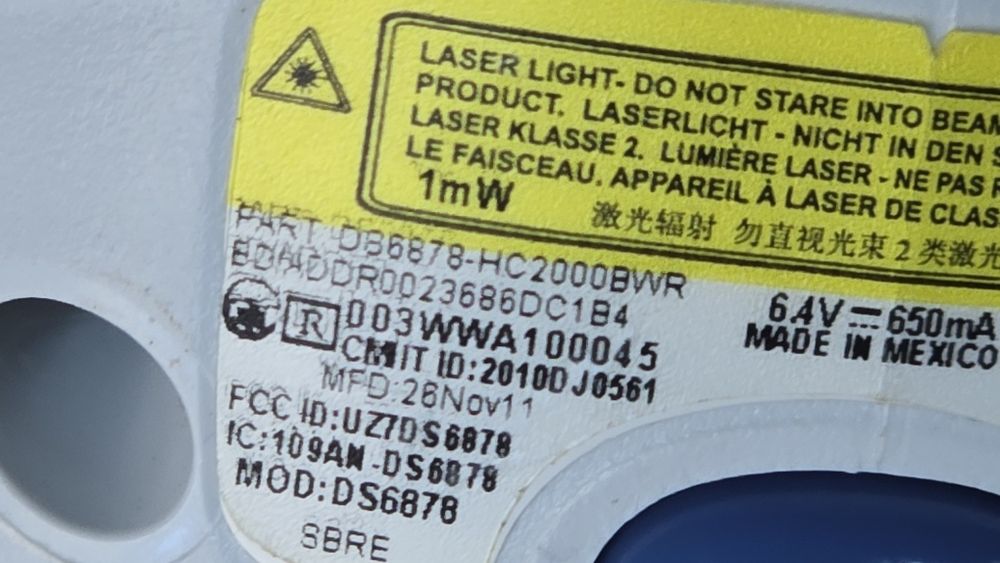 LASER LIGHT- DO NOT STARE INTO BEAM
PRODUCT. LASERLICHT - NICHT IN DEN S
LASER KLASSE 2. LUMIÈRE LASER - NE PAS
LE FAISCEAU. APPAREIL À LASER DE CLAS
1mW
激光辐射 勿直视光束 2 类激光
PART DS6878-HC2000BWR
BDADDR0023686DC1B4
R 003WWA100045
CMIIT ID:2010DJ0561
MFD:28Nov11
FCC ID:UZ7DS6878
IC:109AN-DS6878
MOD:DS6878
SBRE
6.4V 650mA
MADE IN MEXICO